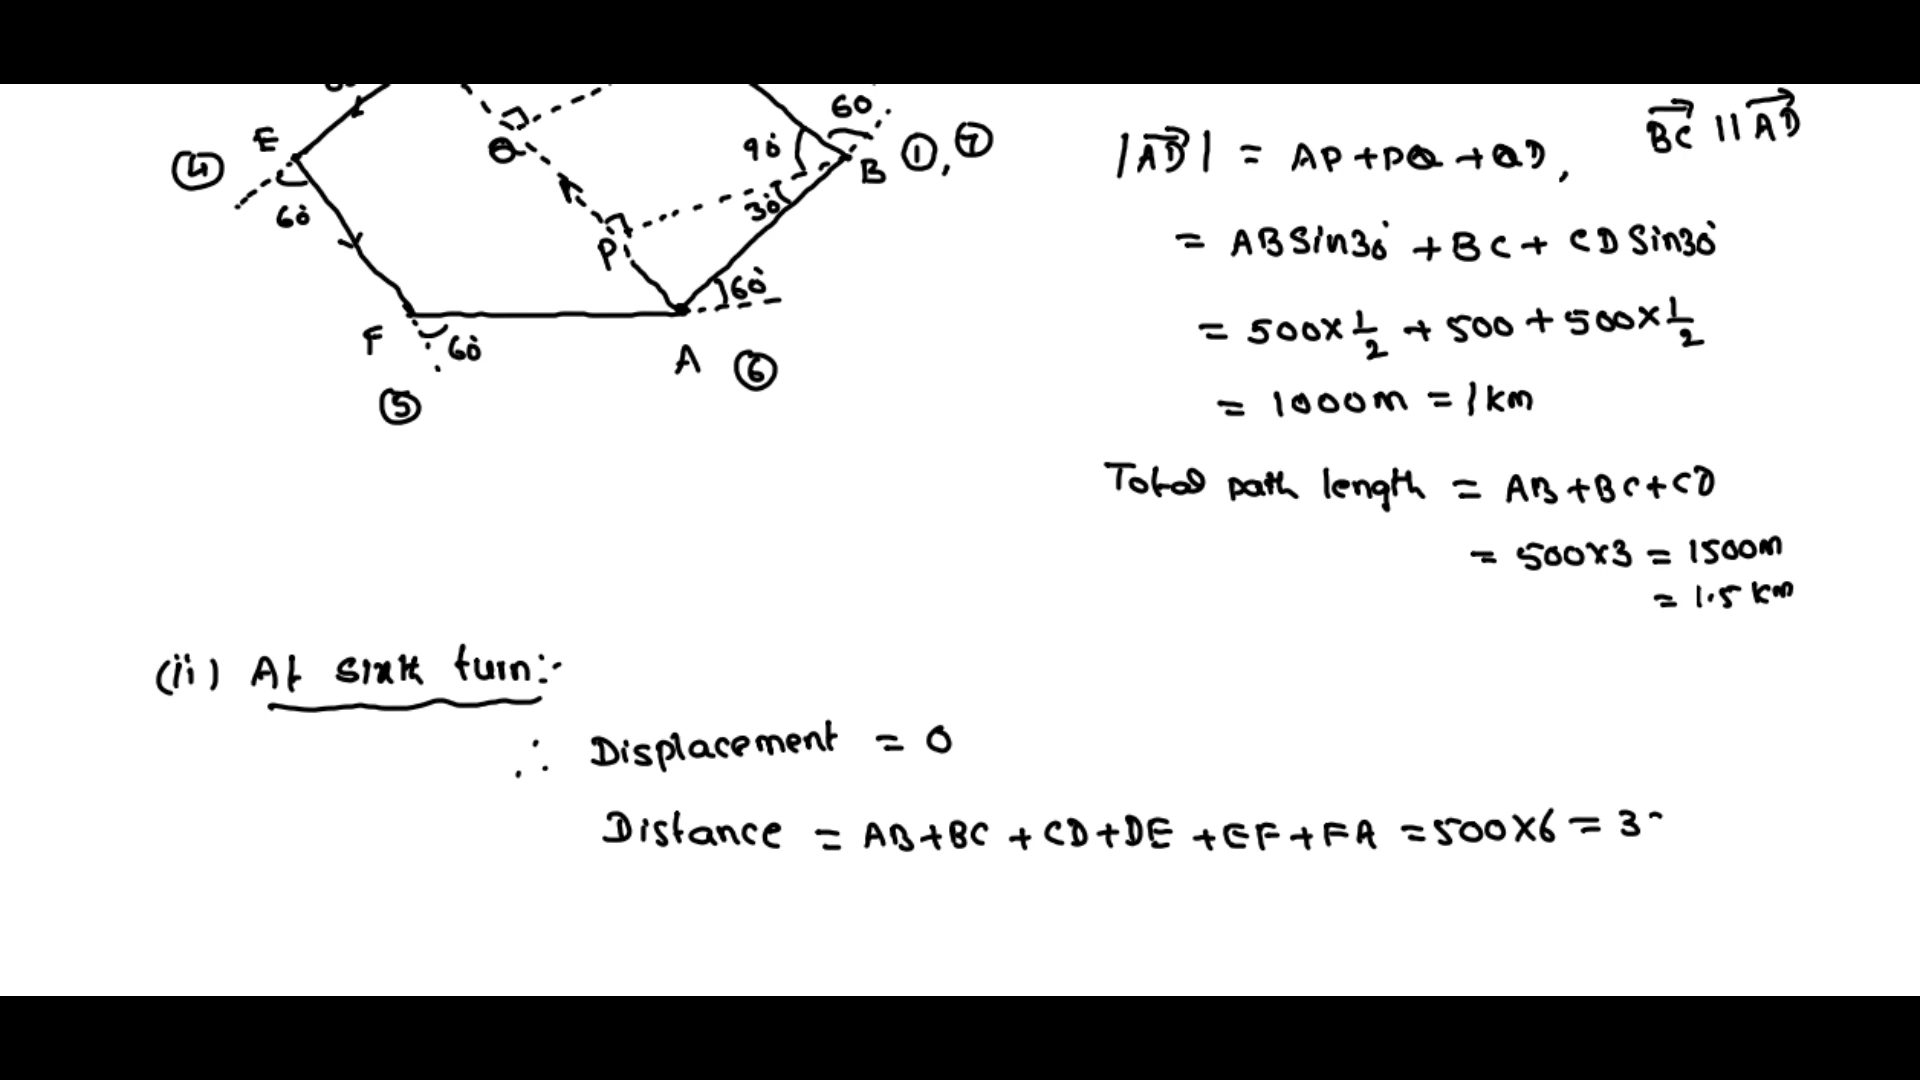 60
E
90
B ①, ⑦
④
Q
60°
30°
P
60°
F
60°
A ⑥
⑤
BC || AD
|AD| = AP + PQ + QD,
= AB Sin30° + BC + CD Sin30°
= 500 × 1/2 + 500 + 500 × 1/2
= 1000m = 1 km
Total path length = AB + BC + CD
= 500×3 = 1500m
= 1.5 km
(ii) At sixth turn:-
∴ Displacement = 0
Distance = AB + BC + CD + DE + EF + FA = 500×6 = 3